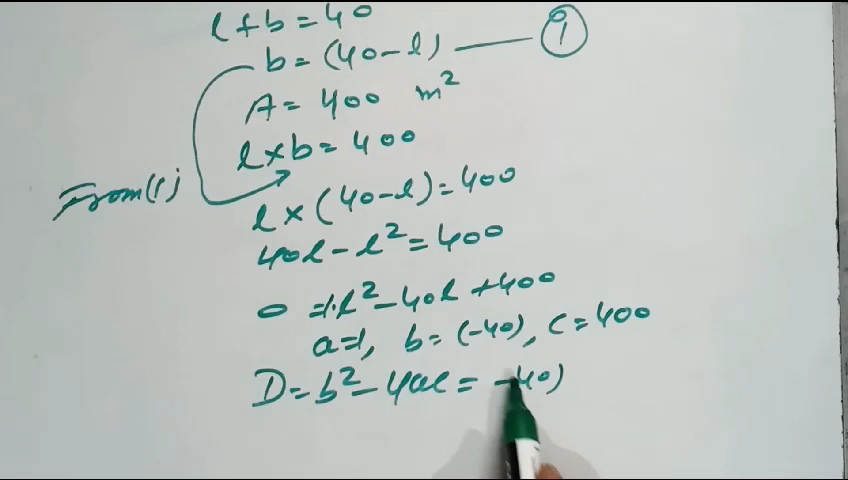 l + b = 40
b = (40 - l) — (1)
A = 400 m²
l × b = 400
From (1)
l × (40 - l) = 400
40l - l² = 400
0 = 1.l² - 40l + 400
a = 1, b = (-40), c = 400
D = b² - 4ac = -40)